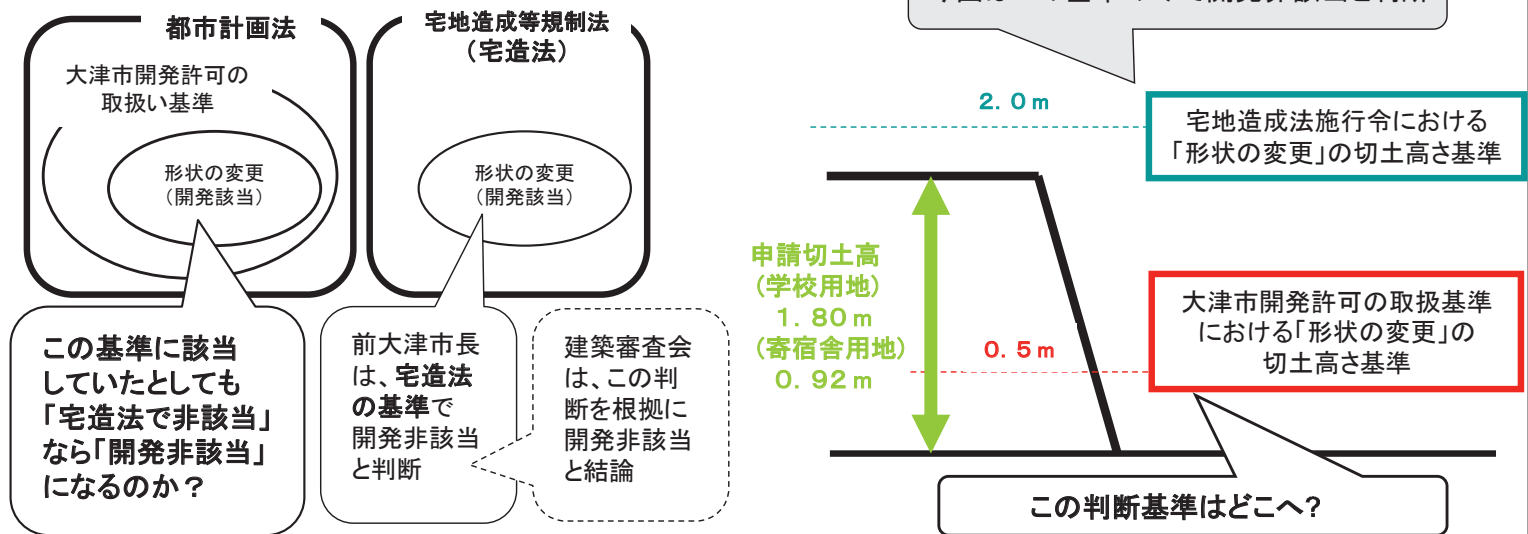 都市計画法
大津市開発許可の
取扱い基準
形状の変更
（開発該当）
宅地造成等規制法
（宅造法）
形状の変更
（開発該当）
この基準に該当
していたとしても
「宅造法で非該当」
なら「開発非該当」
になるのか？
前大津市長
は、宅造法
の基準で
開発非該当
と判断
建築審査会
は、この判
断を根拠に
開発非該当
と結論
2．0ｍ
宅地造成法施行令における
「形状の変更」の切土高さ基準
申請切土高
（学校用地）
1．80ｍ
（寄宿舎用地）
0．92ｍ
0．5ｍ
大津市開発許可の取扱基準
における「形状の変更」の
切土高さ基準
この判断基準はどこへ？